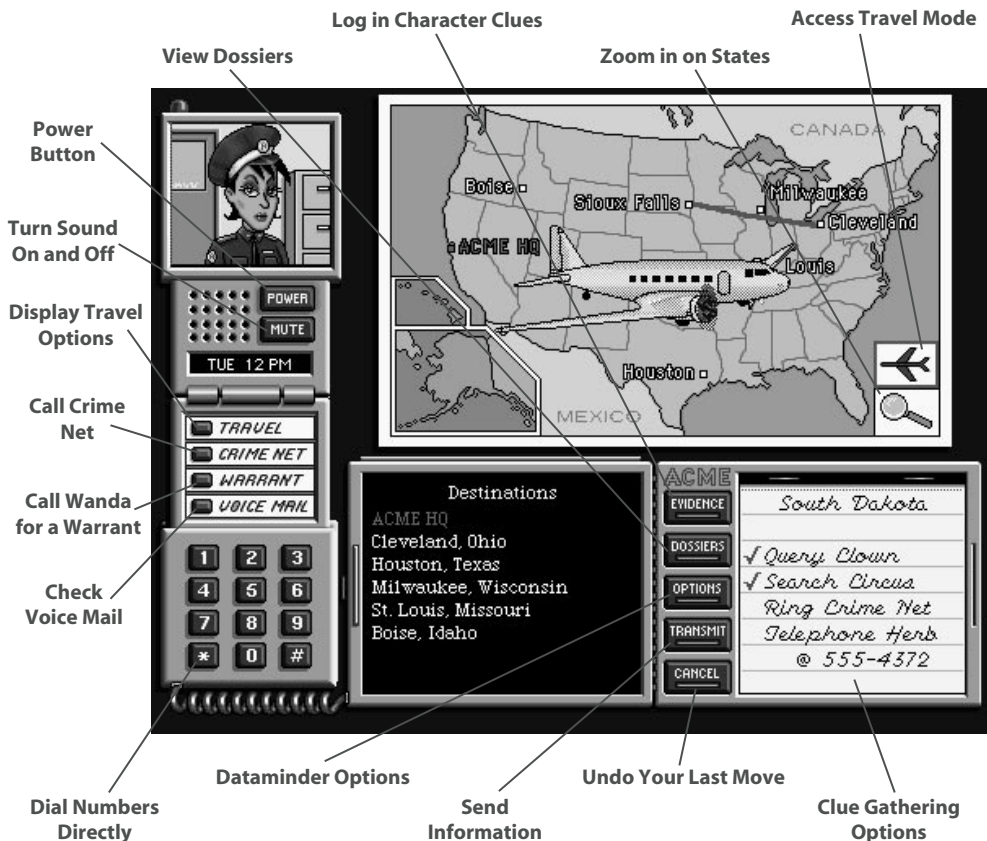 Log in Character Clues
Access Travel Mode
View Dossiers
Zoom in on States
Power
Button
Turn Sound
On and Off
Display Travel
Options
Call Crime
Net
Call Wanda
for a Warrant
Check
Voice Mail
CANADA
Boise
Sioux Falls
Milwaukee
Cleveland
ACME HQ
Louis
Houston
MEXICO
POWER
MUTE
TUE 12 PM
TRAVEL
CRIME NET
WARRANT
VOICE MAIL
1 2 3
4 5 6
7 8 9
* 0 #
Destinations
ACME HQ
Cleveland, Ohio
Houston, Texas
Milwaukee, Wisconsin
St. Louis, Missouri
Boise, Idaho
ACME
EVIDENCE
DOSSIERS
OPTIONS
TRANSMIT
CANCEL
South Dakota
✓ Query Clown
✓ Search Circus
Ring Crime Net
Telephone Herb
@ 555-4372
Dataminder Options
Undo Your Last Move
Dial Numbers
Directly
Send
Information
Clue Gathering
Options